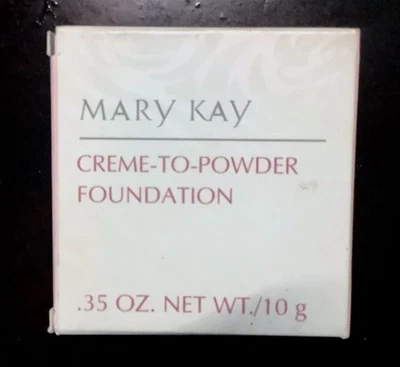 MARY KAY
CREME-TO-POWDER
FOUNDATION
.35 OZ. NET WT./10 g